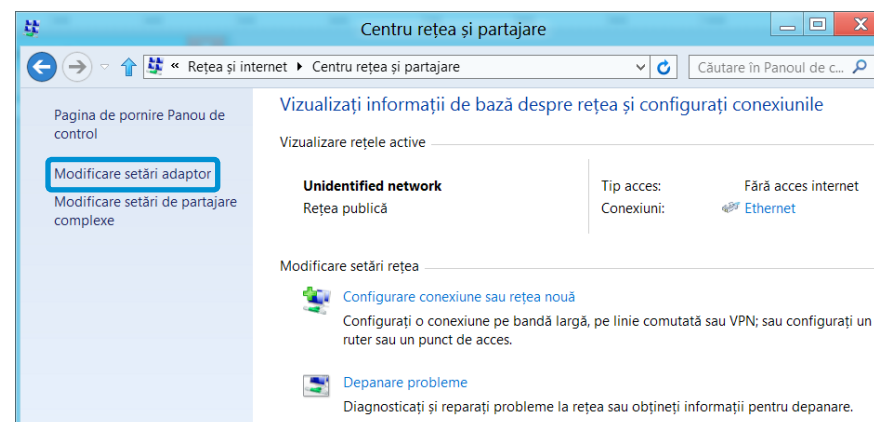 Centru rețea și partajare
« Rețea și internet ▸ Centru rețea și partajare
Căutare în Panoul de c...
Pagina de pornire Panou de
control
Modificare setări adaptor
Modificare setări de partajare
complexe
Vizualizați informații de bază despre rețea și configurați conexiunile
Vizualizare rețele active
Unidentified network
Rețea publică
Tip acces: Fără acces internet
Conexiuni: Ethernet
Modificare setări rețea
Configurare conexiune sau rețea nouă
Configurați o conexiune pe bandă largă, pe linie comutată sau VPN; sau configurați un
ruter sau un punct de acces.
Depanare probleme
Diagnosticați și reparați probleme la rețea sau obțineți informații pentru depanare.